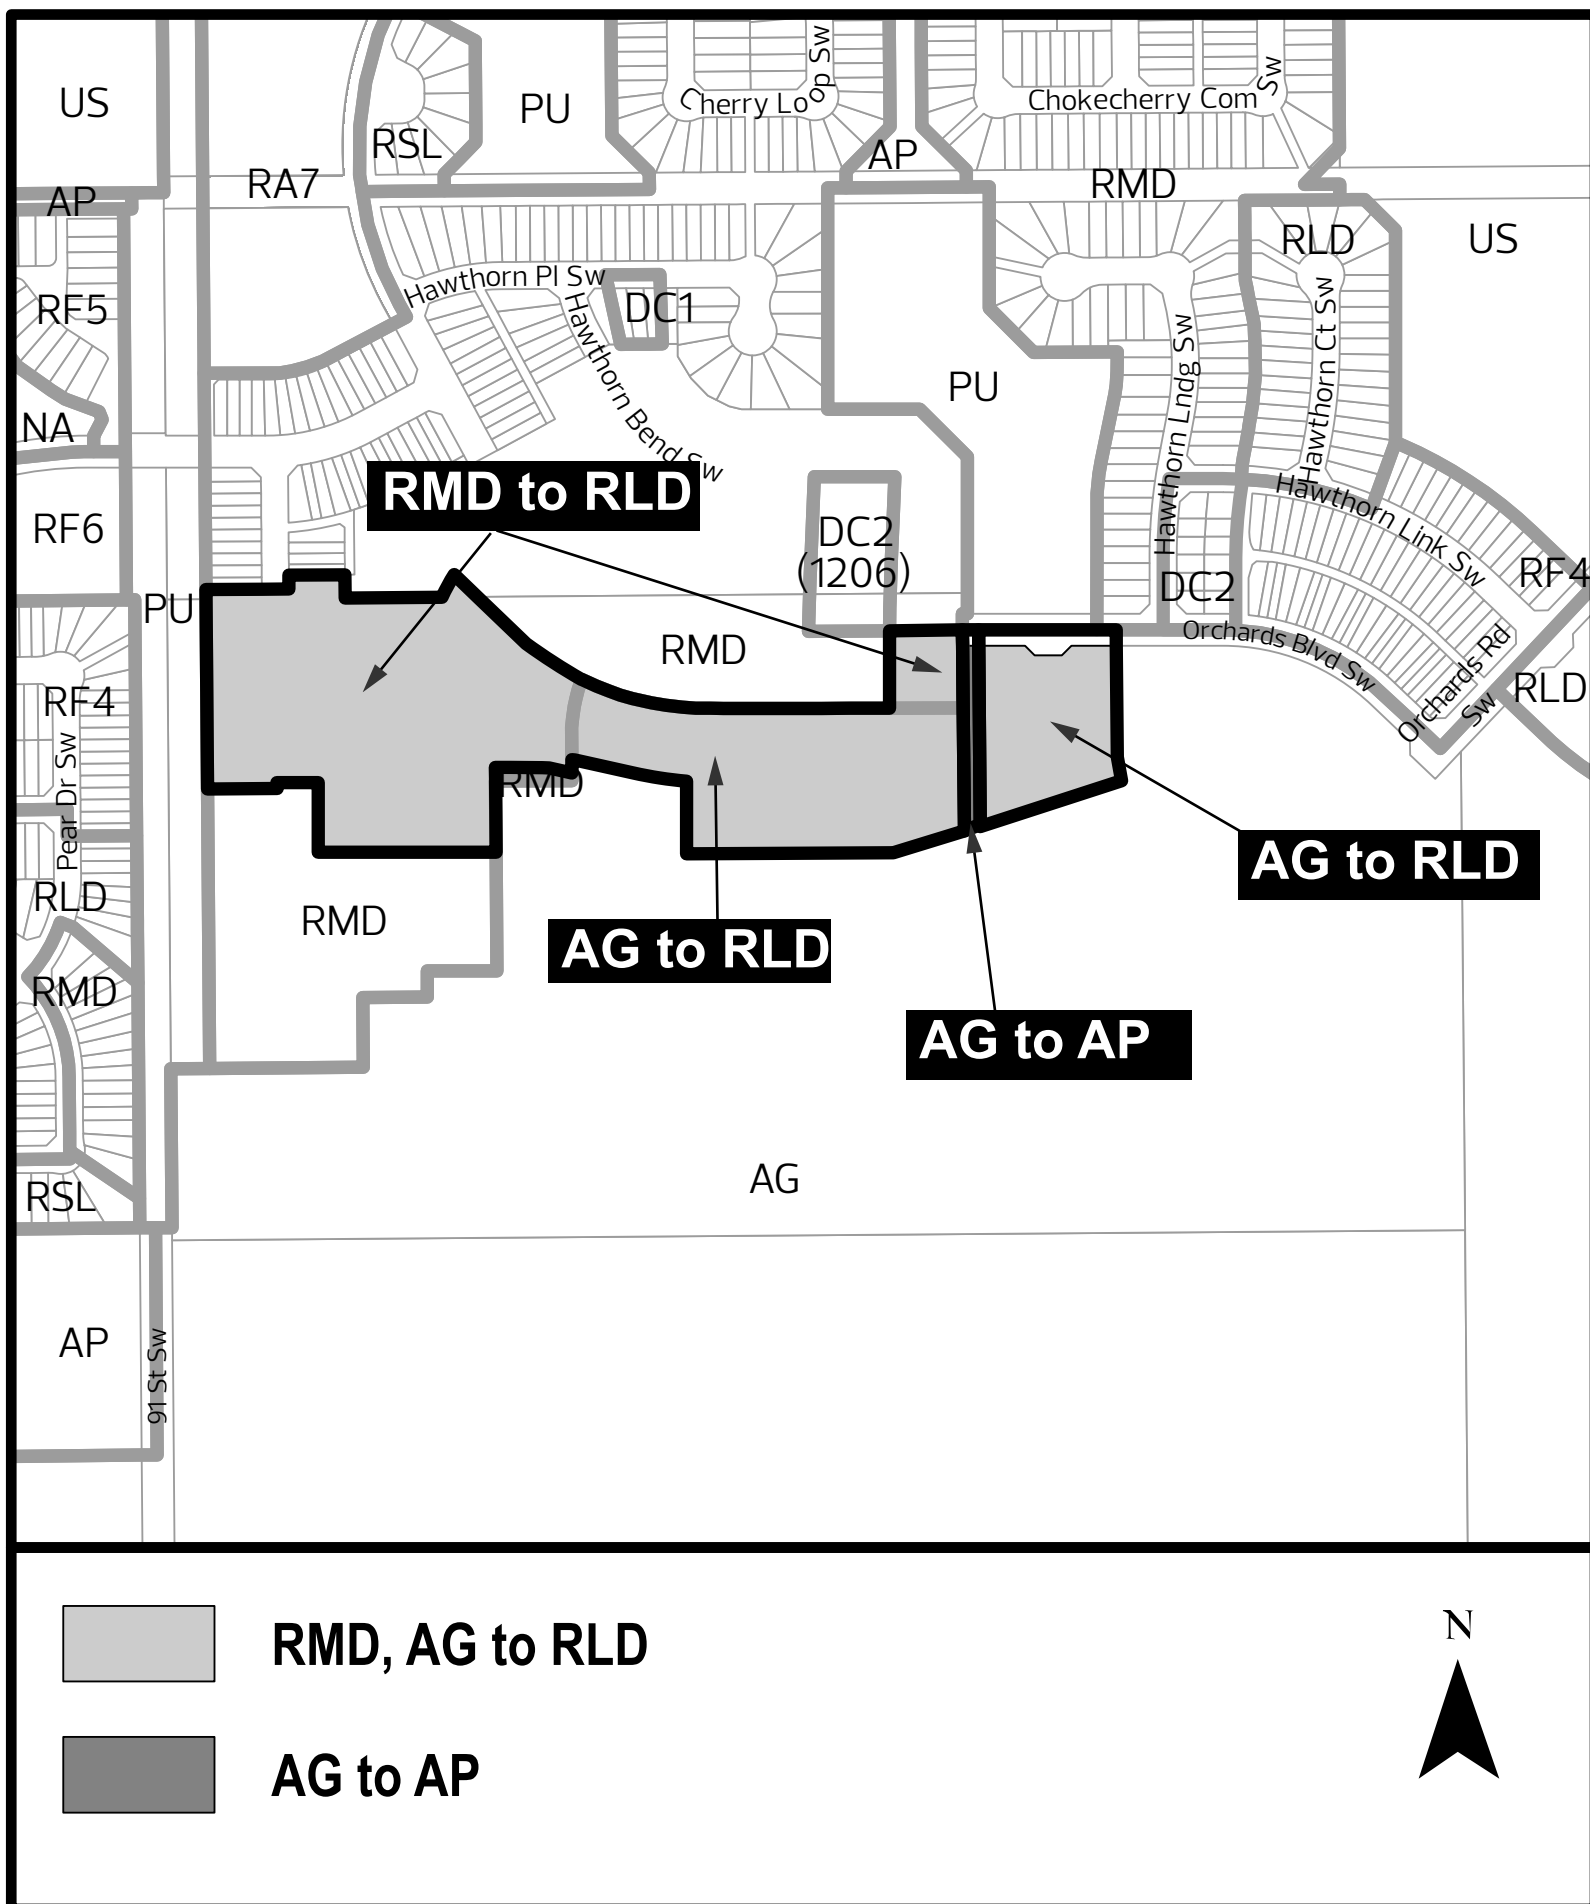 US
PU
Cherry Loop Sw
Chokecherry Com Sw
RSL
AP
RA7
RMD
AP
RLD
US
Hawthorn Pl Sw
RF5
DC1
Hawthorn Bend Sw
Hawthorn Lndg Sw
Hawthorn Ct Sw
PU
NA
RMD to RLD
Hawthorn Link Sw
RF6
DC2
(1206)
RF4
DC2
PU
Orchards Blvd Sw
RMD
Orchards Rd Sw
RF4
RLD
Pear Dr Sw
RMD
AG to RLD
RLD
RMD
AG to RLD
RMD
AG to AP
AG
RSL
AP
91 St Sw
RMD, AG to RLD
N
AG to AP